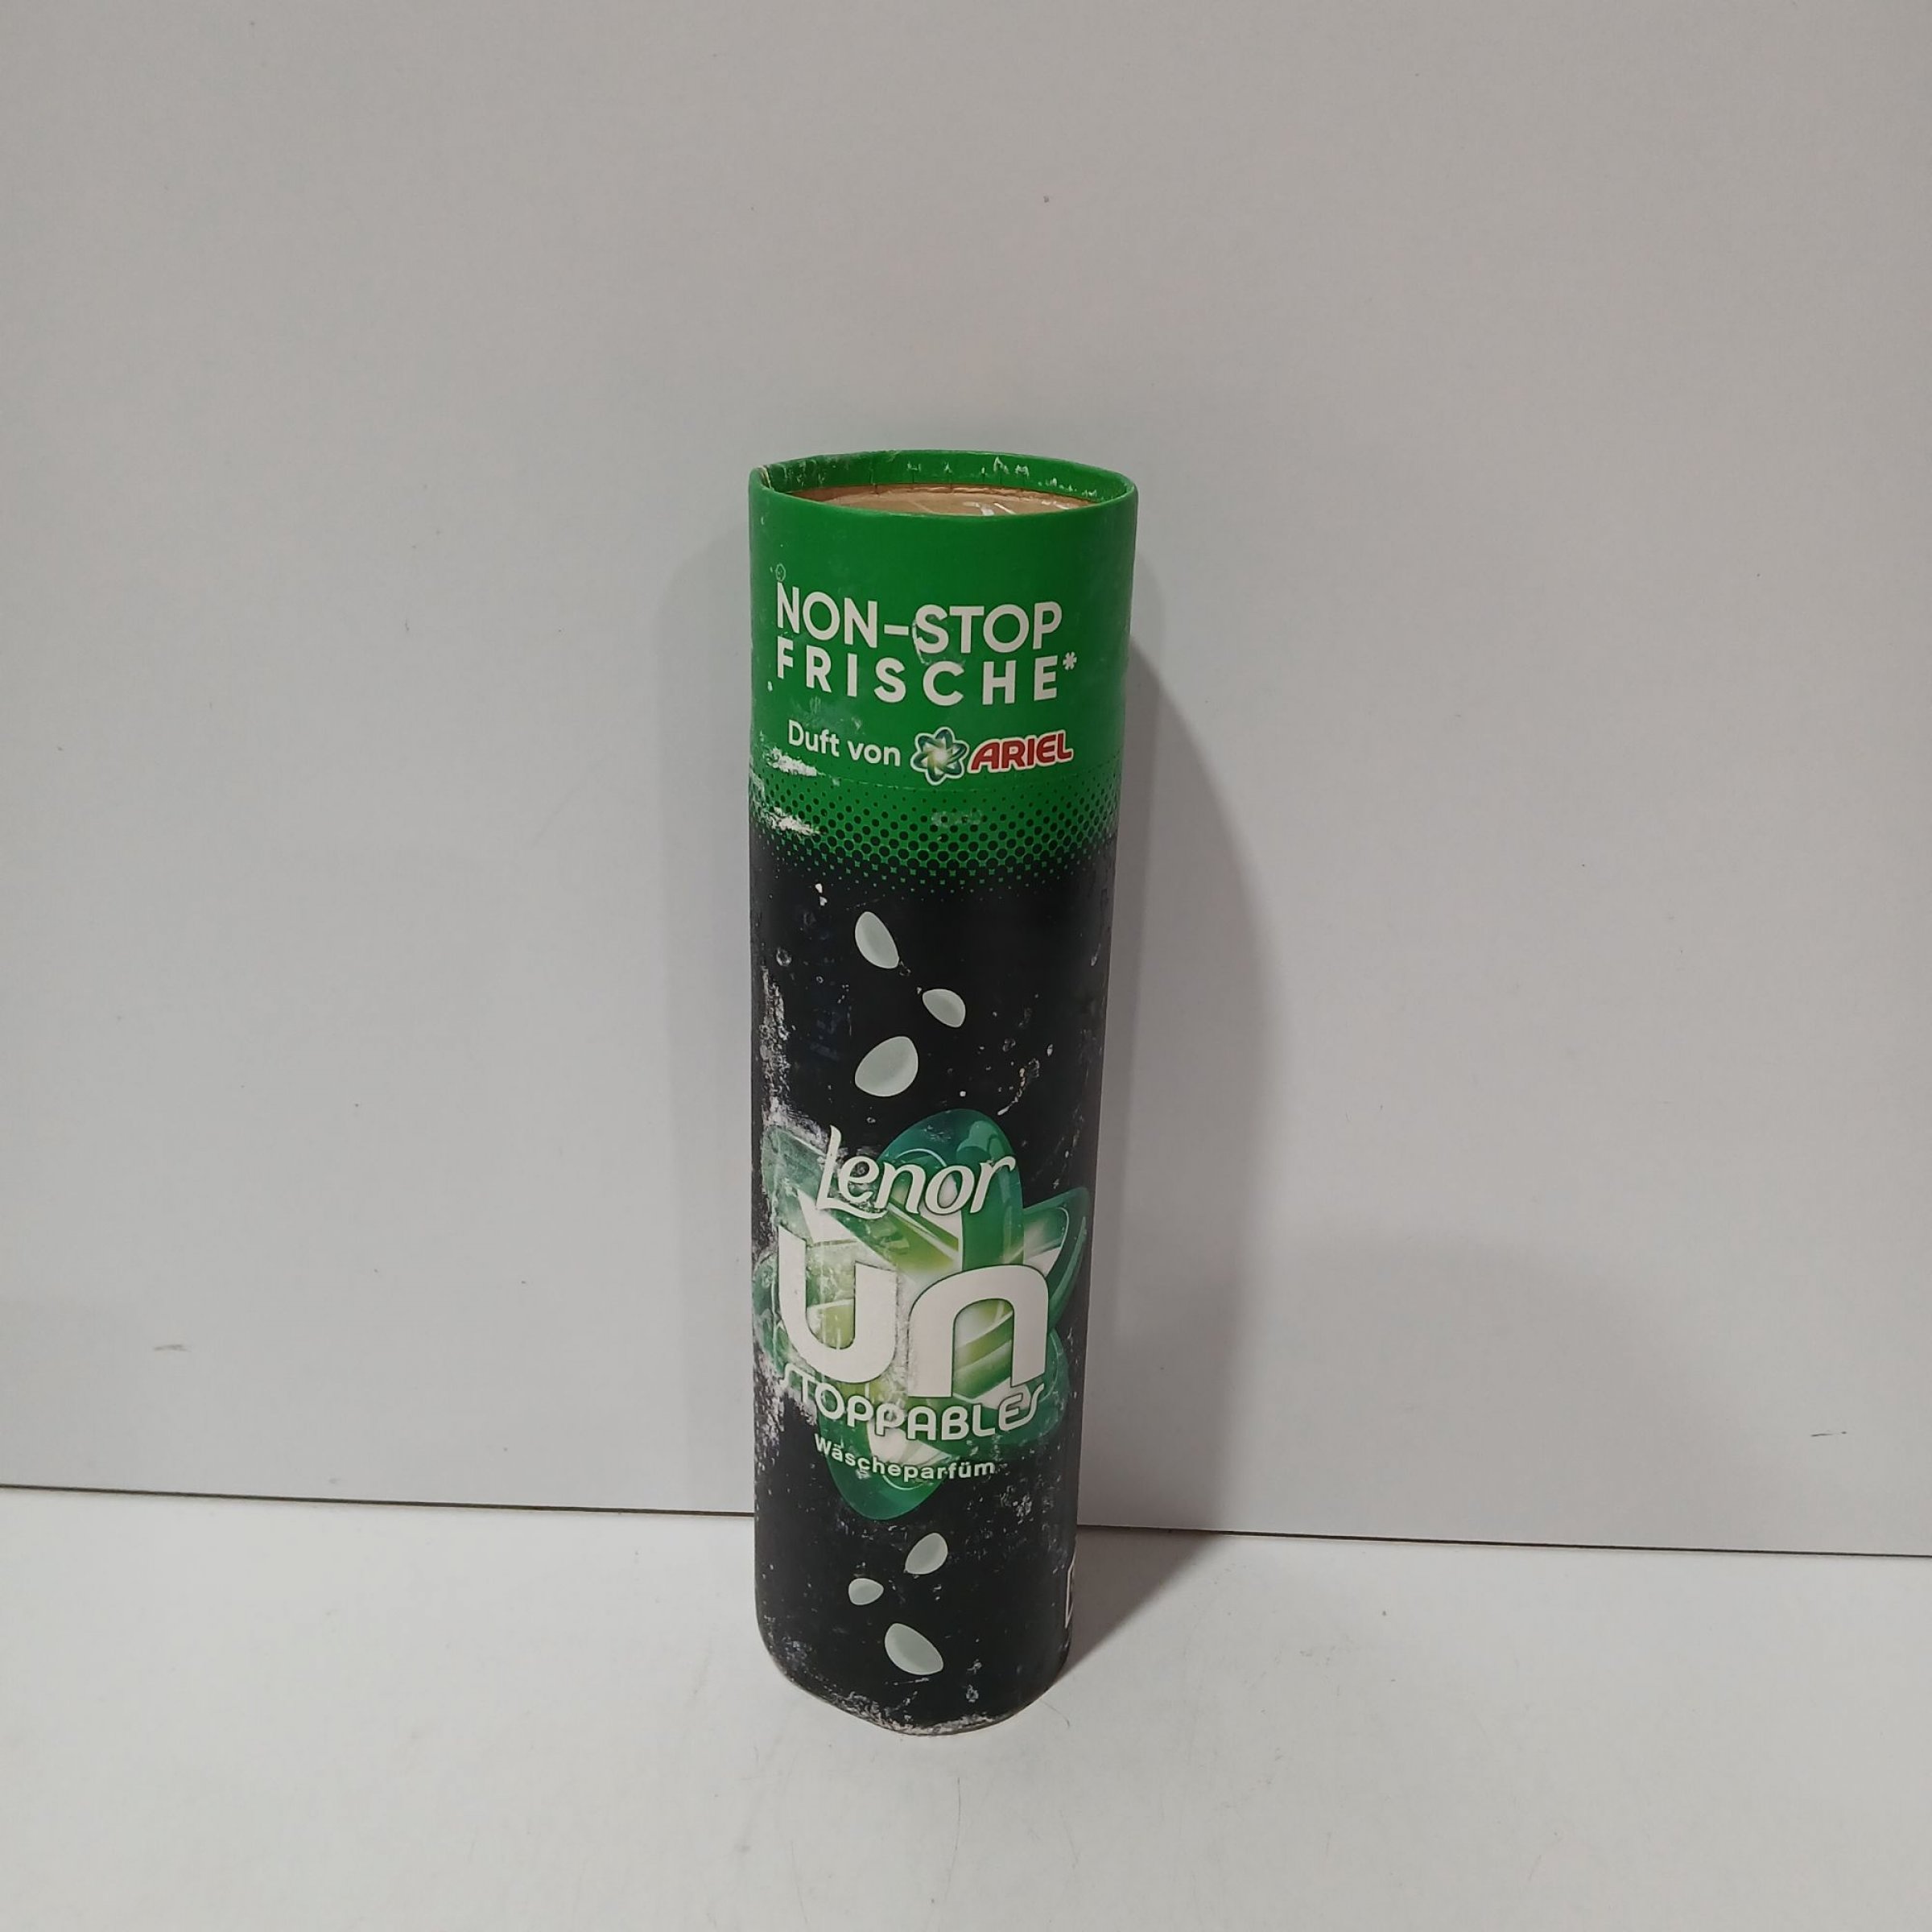 NON-STOP
FRISCHE*
Duft von ARIEL
Lenor
UN
STOPPABLES
Wäscheparfüm